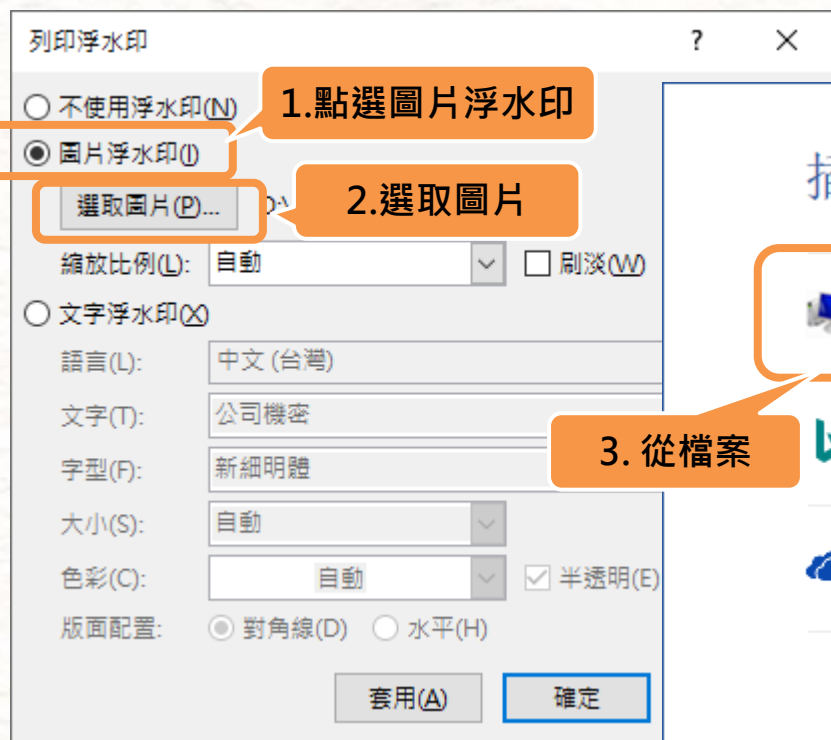 列印浮水印 ? ×
不使用浮水印(N)
1.點選圖片浮水印
圖片浮水印(I)
選取圖片(P)...
2.選取圖片
縮放比例(L): 自動 刷淡(W)
文字浮水印(X)
語言(L): 中文 (台灣)
文字(T): 公司機密
3. 從檔案
字型(F): 新細明體
大小(S): 自動
色彩(C): 自動 半透明(E)
版面配置: 對角線(D) 水平(H)
套用(A) 確定